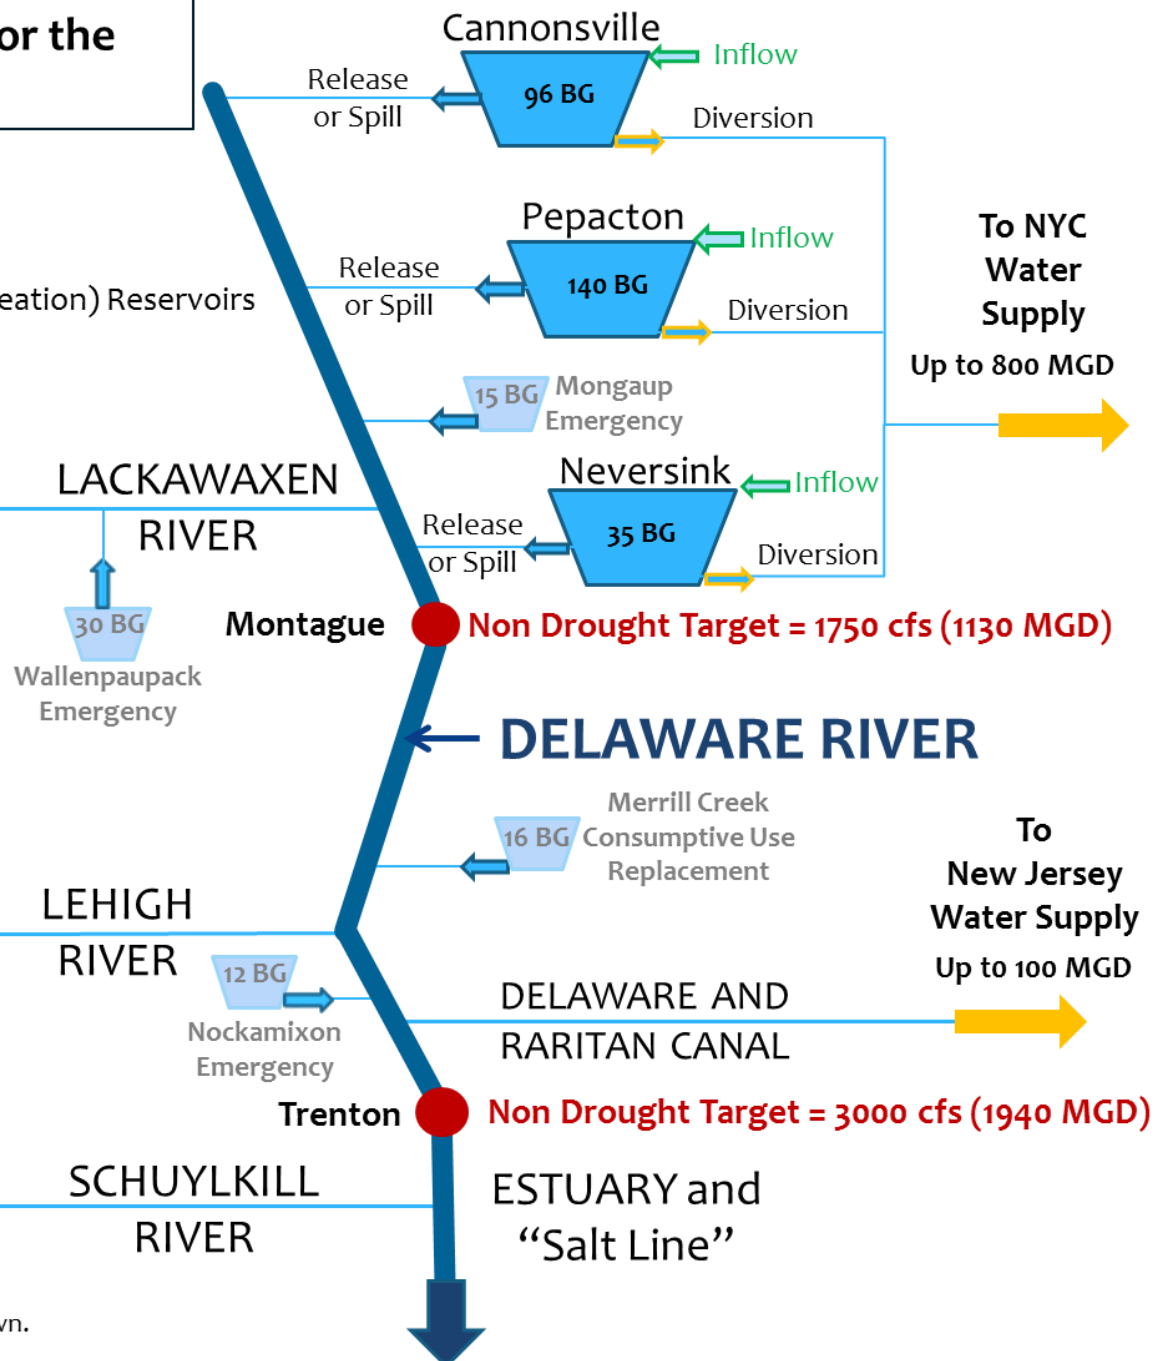 or the
Cannonsville
96 BG
Inflow
Release
or Spill
Diversion
Pepacton
140 BG
Inflow
Release
or Spill
Diversion
To NYC
Water
Supply
Up to 800 MGD
eation) Reservoirs
15 BG
Mongaup
Emergency
Neversink
35 BG
Inflow
Release
or Spill
Diversion
LACKAWAXEN
RIVER
30 BG
Wallenpaupack
Emergency
Montague
Non Drought Target = 1750 cfs (1130 MGD)
DELAWARE RIVER
16 BG
Merrill Creek
Consumptive Use
Replacement
To
New Jersey
Water Supply
Up to 100 MGD
LEHIGH
RIVER
12 BG
Nockamixon
Emergency
DELAWARE AND
RARITAN CANAL
Trenton
Non Drought Target = 3000 cfs (1940 MGD)
SCHUYLKILL
RIVER
ESTUARY and
“Salt Line”
wn.